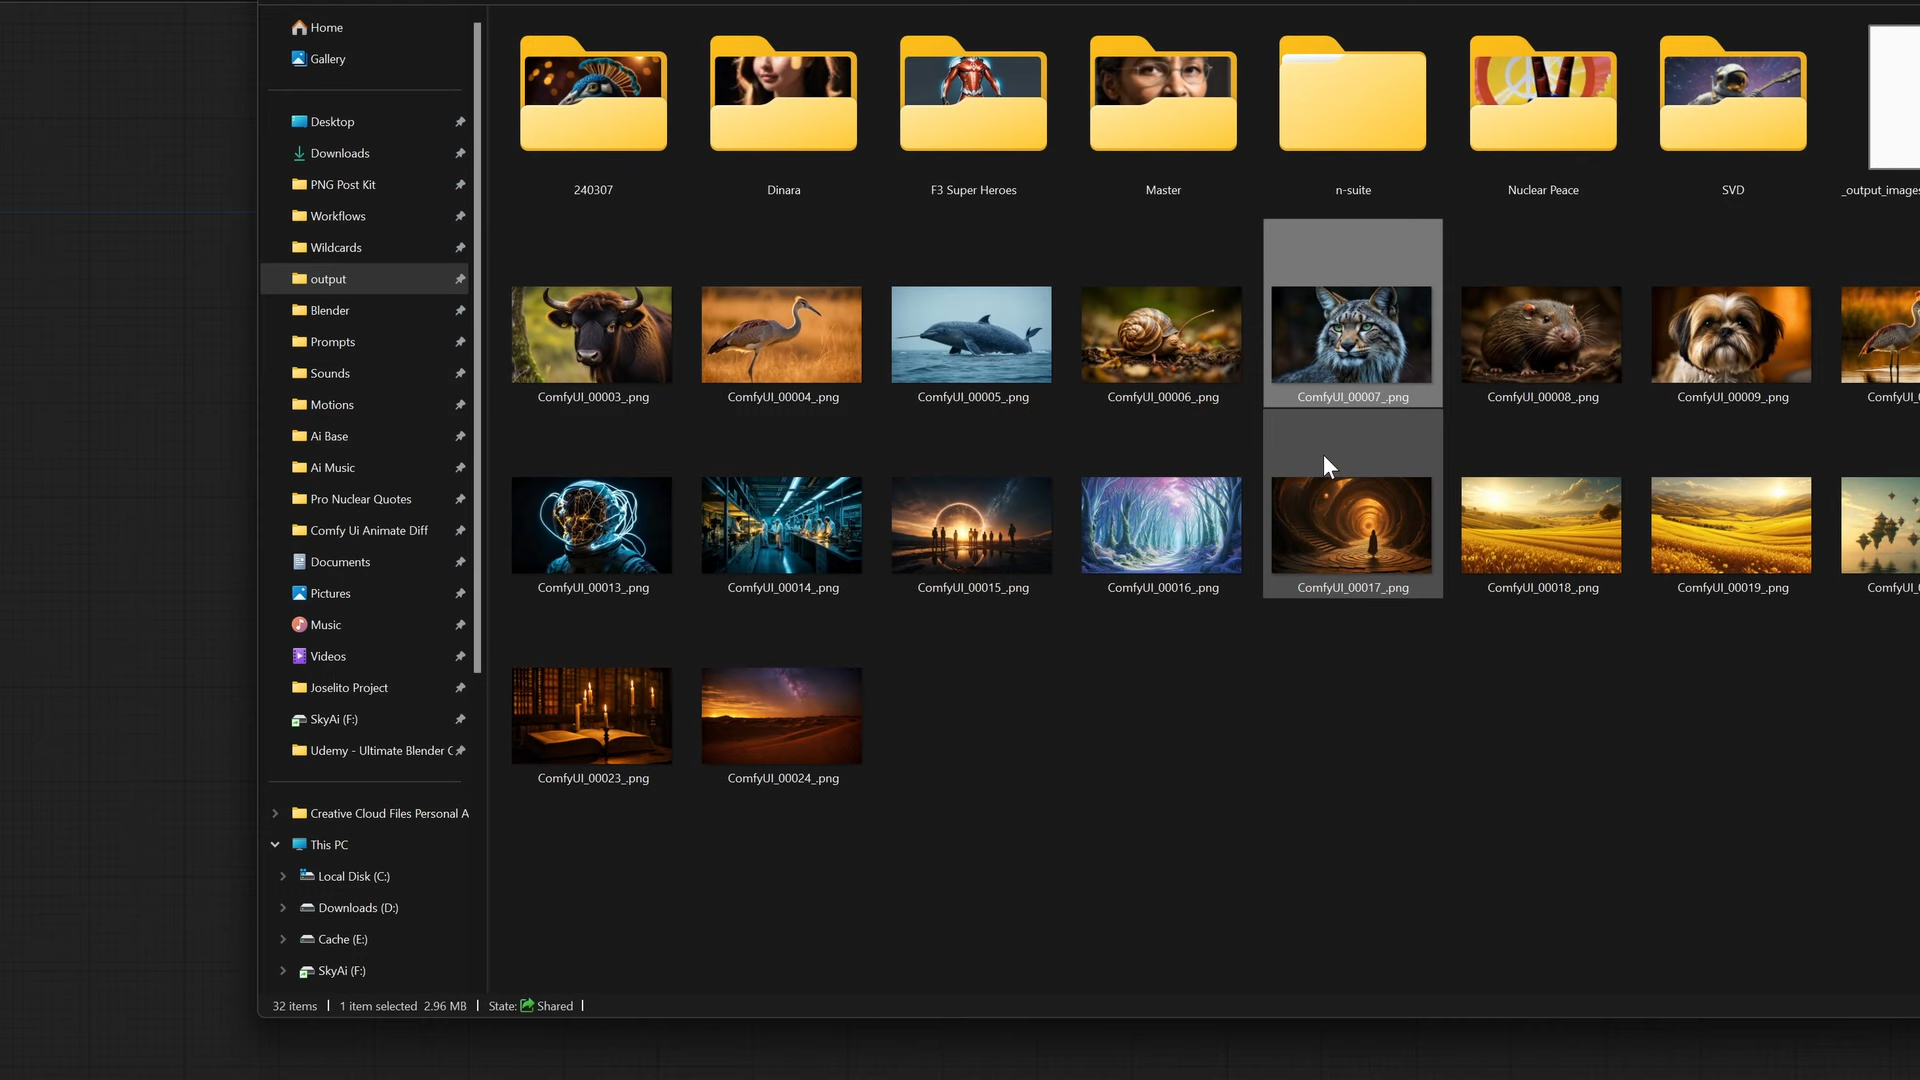 Home
Gallery
Desktop
Downloads
PNG Post Kit
Workflows
Wildcards
output
Blender
Prompts
Sounds
Motions
Ai Base
Ai Music
Pro Nuclear Quotes
Comfy Ui Animate Diff
Documents
Pictures
Music
Videos
Joselito Project
SkyAi (F:)
Udemy - Ultimate Blender C
Creative Cloud Files Personal A
This PC
Local Disk (C:)
Downloads (D:)
Cache (E:)
SkyAi (F:)
240307
Dinara
F3 Super Heroes
Master
n-suite
Nuclear Peace
SVD
_output_images
ComfyUI_00003_.png
ComfyUI_00004_.png
ComfyUI_00005_.png
ComfyUI_00006_.png
ComfyUI_00007_.png
ComfyUI_00008_.png
ComfyUI_00009_.png
ComfyUI_0
ComfyUI_00013_.png
ComfyUI_00014_.png
ComfyUI_00015_.png
ComfyUI_00016_.png
ComfyUI_00017_.png
ComfyUI_00018_.png
ComfyUI_00019_.png
ComfyUI_0
ComfyUI_00023_.png
ComfyUI_00024_.png
32 items | 1 item selected 2.96 MB | State: Shared |